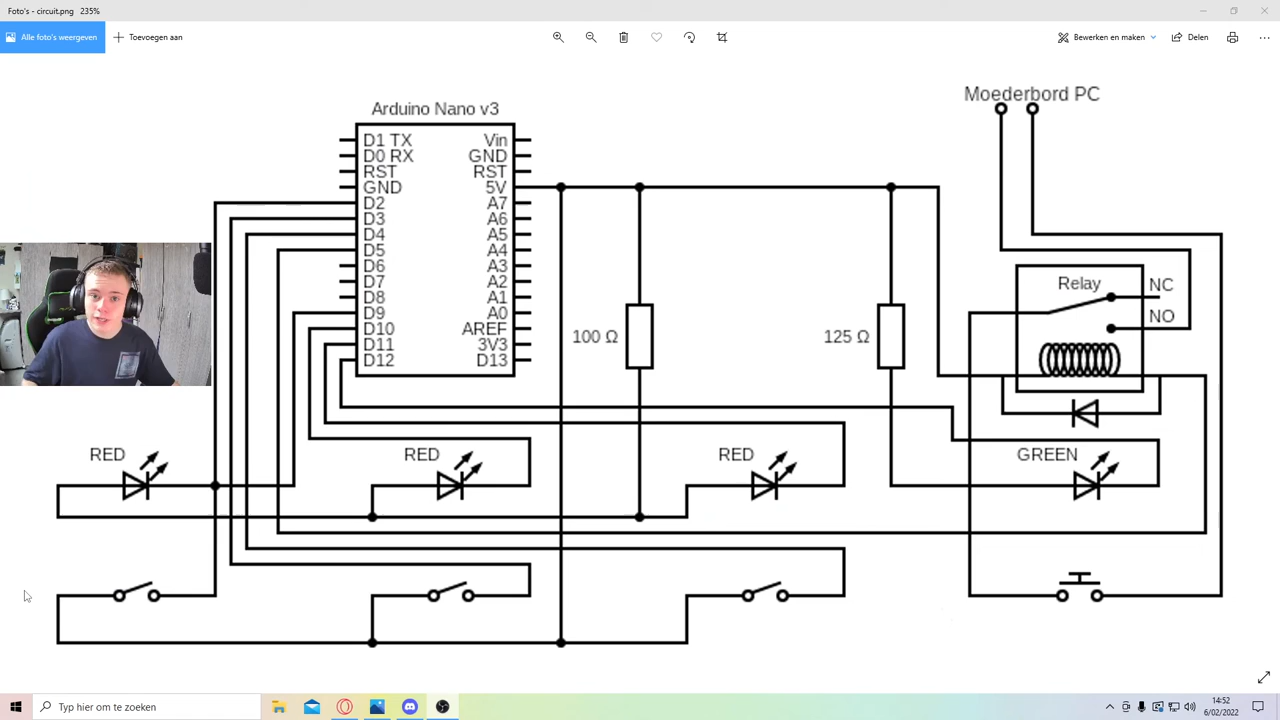 Foto's - circuit.png   235%
Alle foto's weergeven
Toevoegen aan
Bewerken en maken
Delen
Moederbord PC
Arduino Nano v3
D1 TX
Vin
D0 RX
GND
RST
RST
GND
5V
D2
A7
D3
A6
D4
A5
D5
A4
D6
A3
D7
A2
D8
A1
D9
A0
D10
AREF
D11
3V3
D12
D13
Relay
NC
NO
100 Ω
125 Ω
RED
RED
RED
GREEN
Typ hier om te zoeken
14:52
6/02/2022